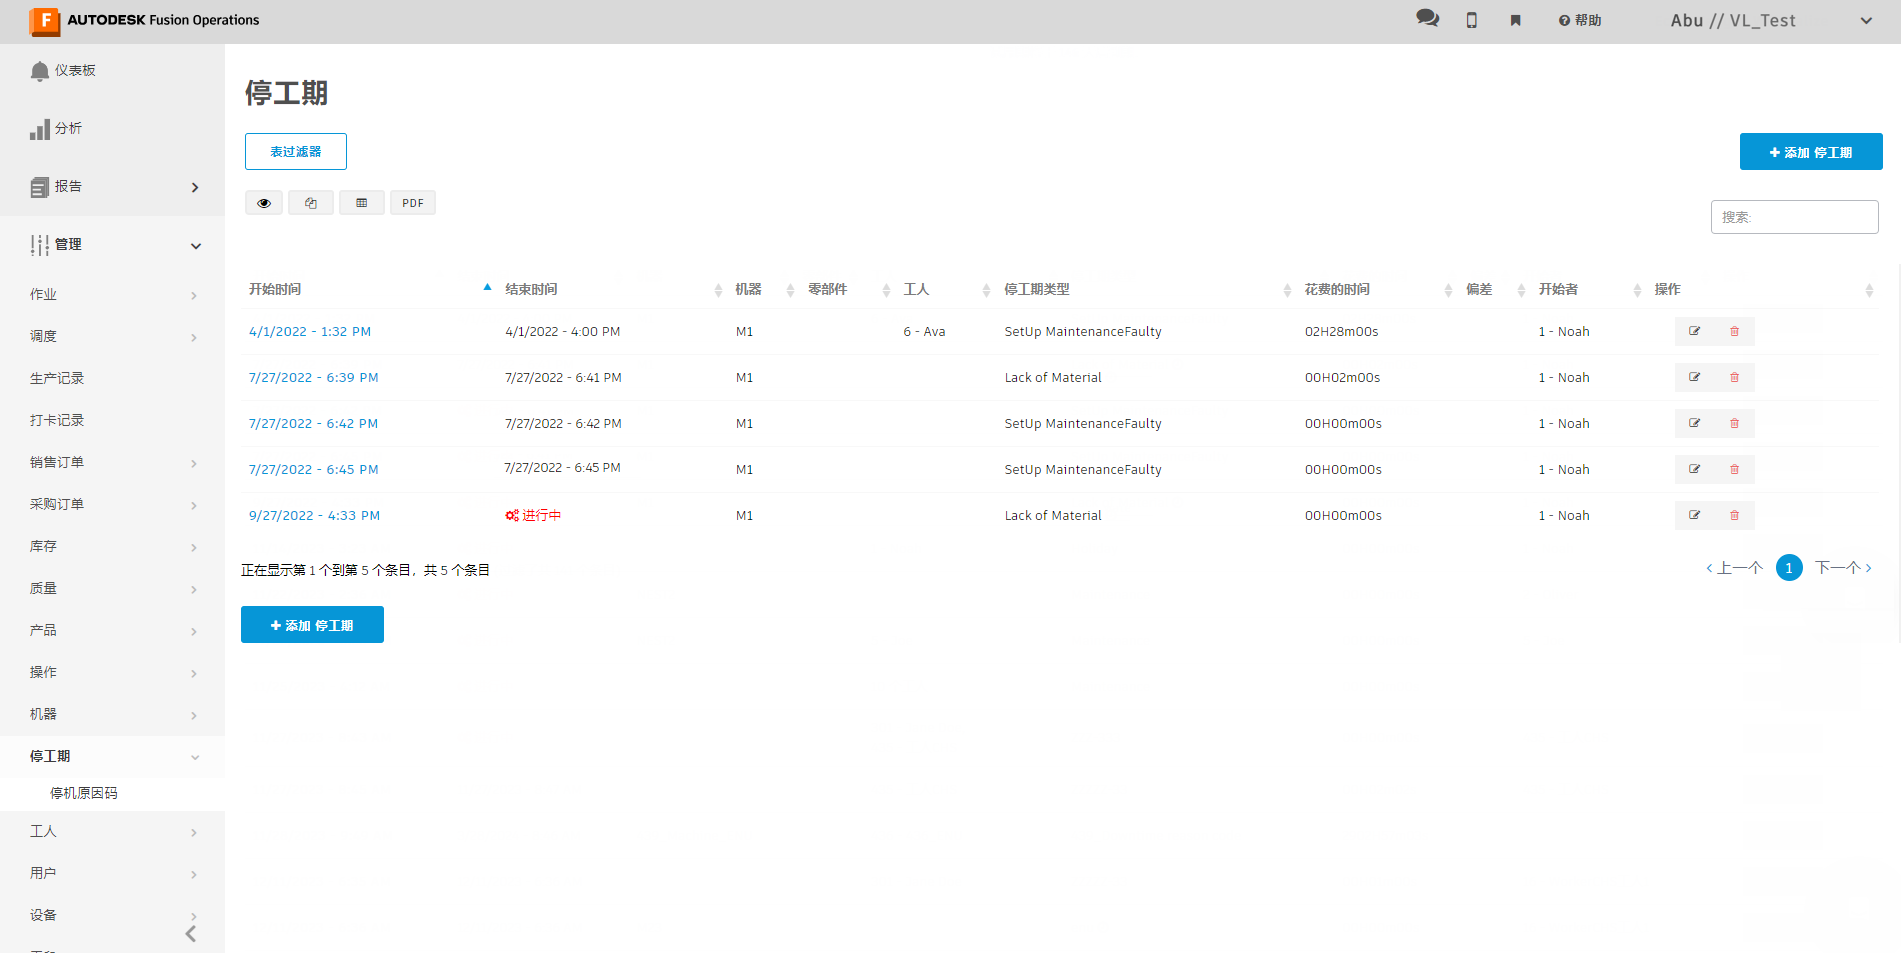 AUTODESK Fusion Operations
帮助
Abu // VL_Test
仪表板
分析
报告
管理
作业
调度
生产记录
打卡记录
销售订单
采购订单
库存
质量
产品
操作
机器
停工期
停机原因码
工人
用户
设备
停工期
表过滤器
+ 添加 停工期
PDF
搜索:
开始时间 结束时间 机器 零部件 工人 停工期类型 花费的时间 偏差 开始者 操作
4/1/2022 - 1:32 PM 4/1/2022 - 4:00 PM M1 6 - Ava SetUp MaintenanceFaulty 02H28m00s 1 - Noah
7/27/2022 - 6:39 PM 7/27/2022 - 6:41 PM M1 Lack of Material 00H02m00s 1 - Noah
7/27/2022 - 6:42 PM 7/27/2022 - 6:42 PM M1 SetUp MaintenanceFaulty 00H00m00s 1 - Noah
7/27/2022 - 6:45 PM 7/27/2022 - 6:45 PM M1 SetUp MaintenanceFaulty 00H00m00s 1 - Noah
9/27/2022 - 4:33 PM 进行中 M1 Lack of Material 00H00m00s 1 - Noah
正在显示第 1 个到第 5 个条目，共 5 个条目
‹ 上一个 1 下一个 ›
+ 添加 停工期